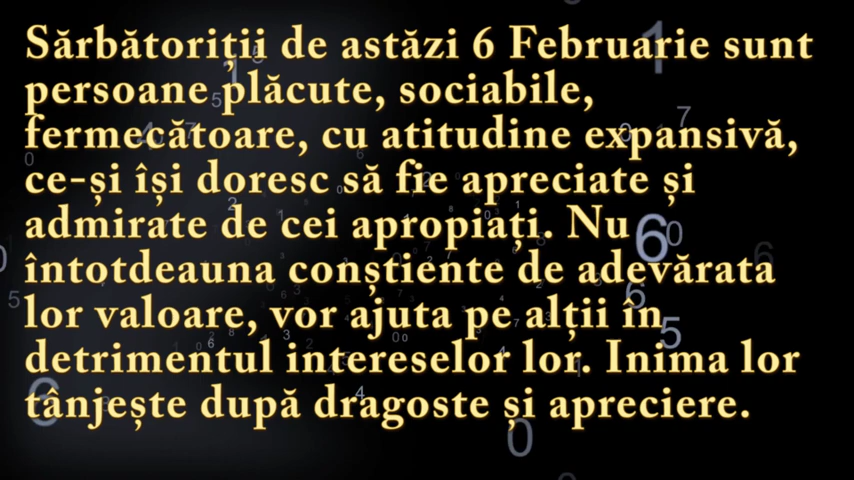 Sărbătoriții de astăzi 6 Februarie sunt
persoane plăcute, sociabile,
fermecătoare, cu atitudine expansivă,
ce-și își doresc să fie apreciate și
admirate de cei apropiați. Nu
întotdeauna conștiente de adevărata
lor valoare, vor ajuta pe alții în
detrimentul intereselor lor. Inima lor
tânjește după dragoste și apreciere.